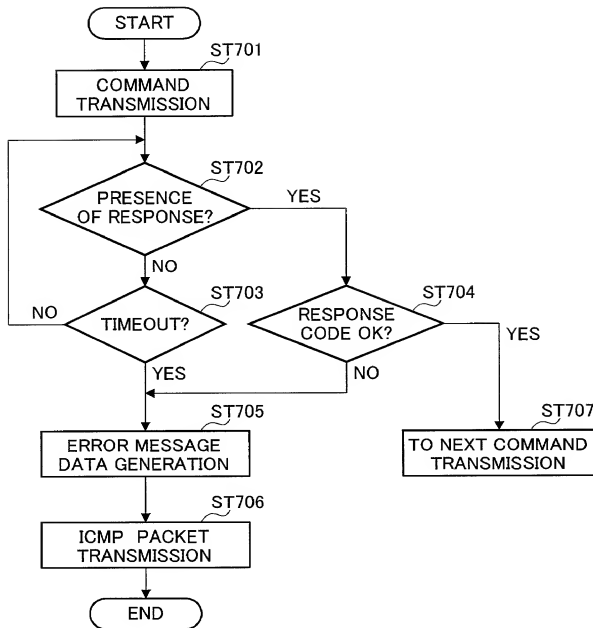 START
ST701
COMMAND
TRANSMISSION
ST702
PRESENCE
OF RESPONSE?
YES
NO
ST703
TIMEOUT?
NO
YES
ST704
RESPONSE
CODE OK?
YES
NO
ST705
ERROR MESSAGE
DATA GENERATION
ST707
TO NEXT COMMAND
TRANSMISSION
ST706
ICMP PACKET
TRANSMISSION
END